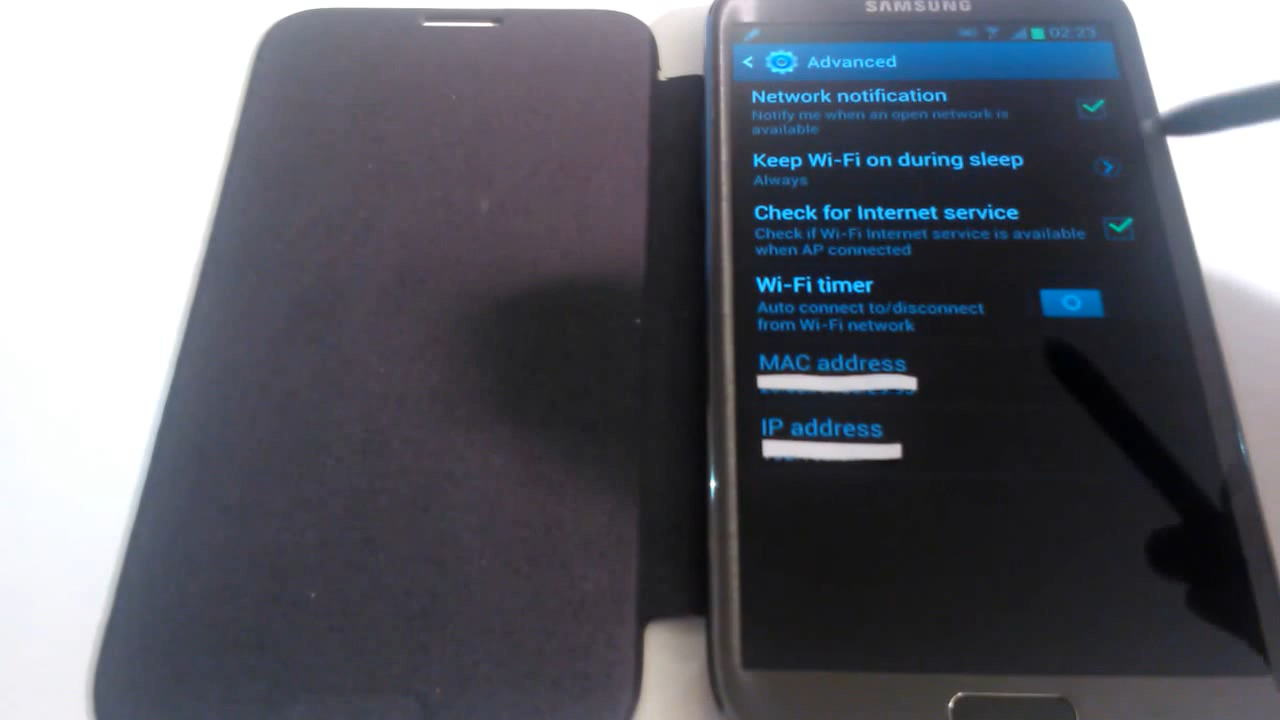 SAMSUNG
02:23
Advanced
Network notification
Notify me when an open network is
available
Keep Wi-Fi on during sleep
Always
Check for Internet service
Check if Wi-Fi Internet service is available
when AP connected
Wi-Fi timer
Auto connect to/disconnect
from Wi-Fi network
MAC address
IP address